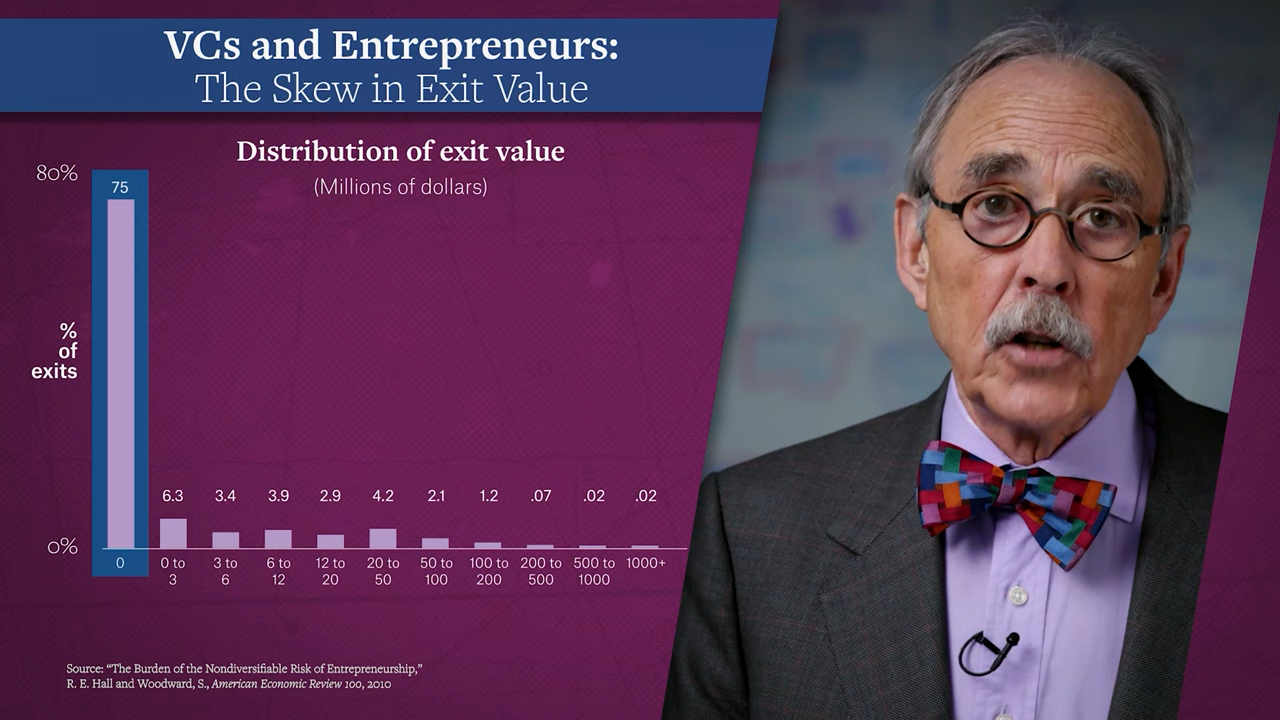 VCs and Entrepreneurs:
The Skew in Exit Value
Distribution of exit value
(Millions of dollars)
80%
75
%
of
exits
6.3 3.4 3.9 2.9 4.2 2.1 1.2 .07 .02 .02
0%
0 0 to 3 to 6 to 12 to 20 to 50 to 100 to 200 to 500 to 1000+
3 6 12 20 50 100 200 500 1000
Source: “The Burden of the Nondiversifiable Risk of Entrepreneurship,”
R. E. Hall and Woodward, S., American Economic Review 100, 2010